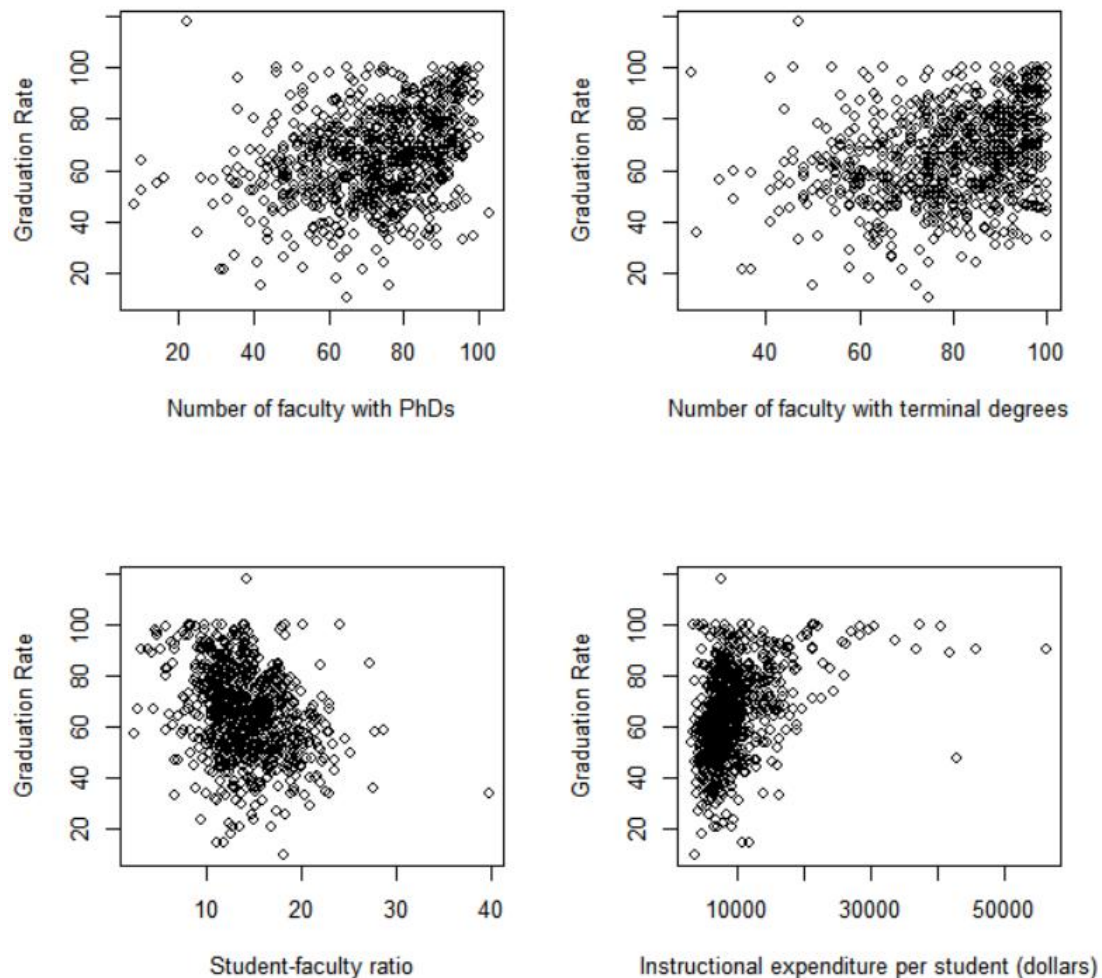 Graduation Rate
20 40 60 80 100
20 40 60 80 100
Number of faculty with PhDs
Graduation Rate
20 40 60 80 100
40 60 80 100
Number of faculty with terminal degrees
Graduation Rate
20 40 60 80 100
10 20 30 40
Student-faculty ratio
Graduation Rate
20 40 60 80 100
10000 30000 50000
Instructional expenditure per student (dollars)